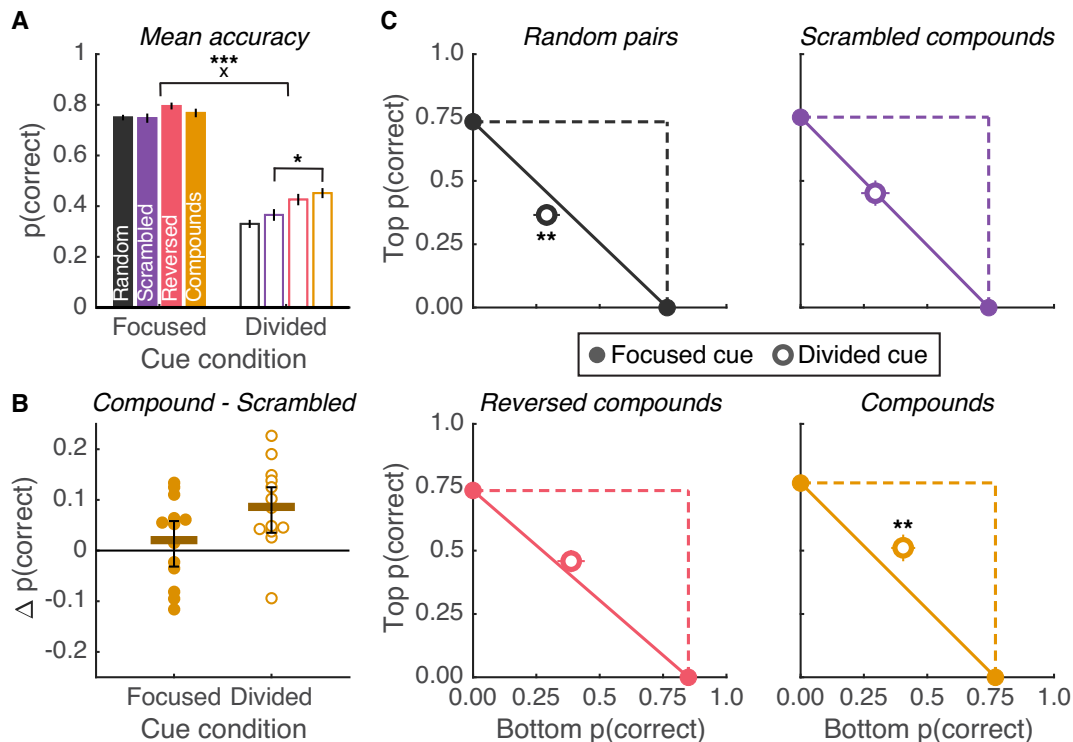 A
Mean accuracy
1
0.8
0.6
0.4
0.2
0
p(correct)
***
x
*
Random
Scrambled
Reversed
Compounds
Focused
Divided
Cue condition
B
Compound - Scrambled
0.2
0.1
0
-0.1
-0.2
Δ p(correct)
Focused
Divided
Cue condition
C
Random pairs
1.0
0.75
0.5
0.25
0.00
Top p(correct)
**
Scrambled compounds
Focused cue
Divided cue
Reversed compounds
1.0
0.75
0.5
0.25
0.00
Top p(correct)
0.00 0.25 0.5 0.75 1.0
Bottom p(correct)
Compounds
**
0.00 0.25 0.5 0.75 1.0
Bottom p(correct)